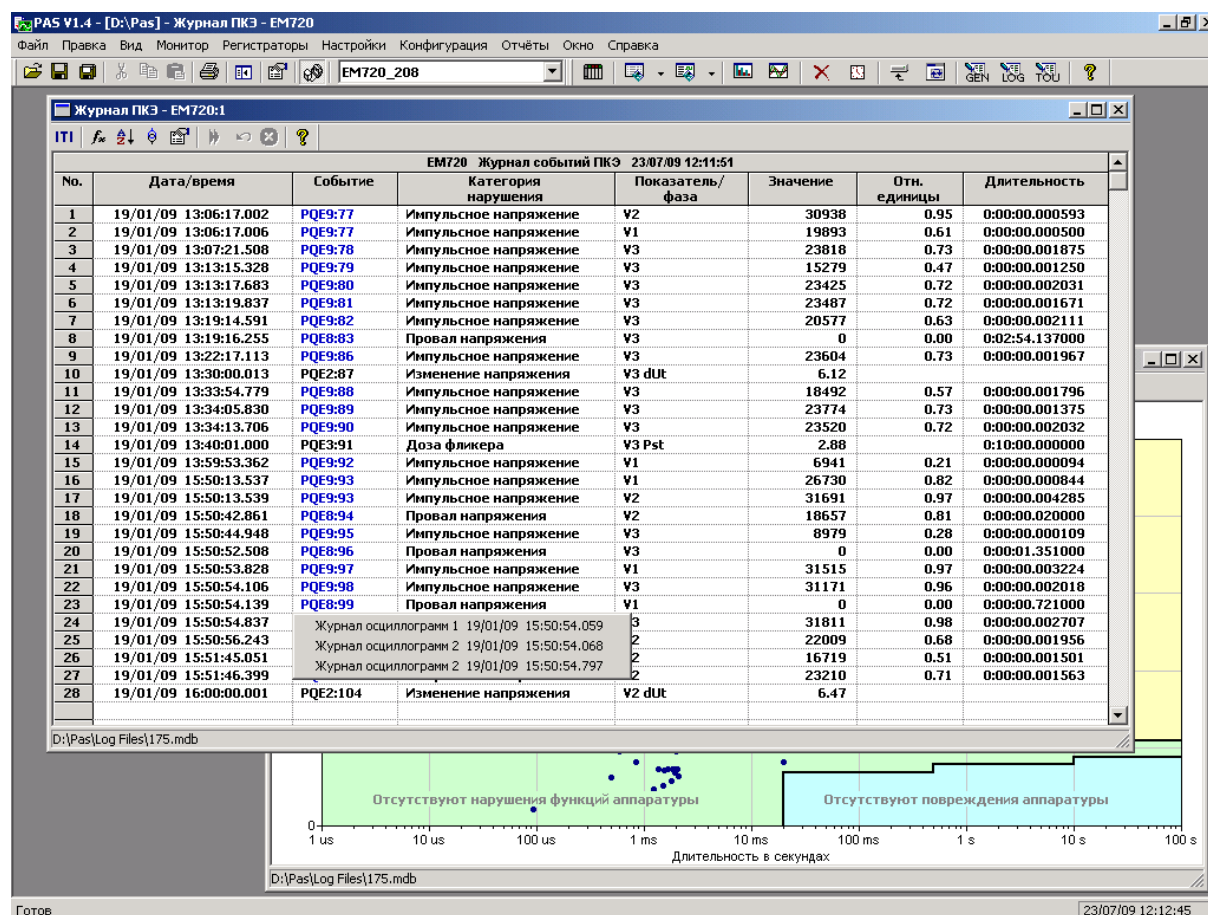 PAS V1.4 - [D:\Pas] - Журнал ПКЭ - EM720
Файл Правка Вид Монитор Регистраторы Настройки Конфигурация Отчёты Окно Справка
EM720_208 GEN LOG TOU
Журнал ПКЭ - EM720:1
ITI
EM720 Журнал событий ПКЭ 23/07/09 12:11:51
No. Дата/время Событие Категория нарушения Показатель/фаза Значение Отн. единицы Длительность
1 19/01/09 13:06:17.002 PQE9:77 Импульсное напряжение V2 30938 0.95 0:00:00.000593
2 19/01/09 13:06:17.006 PQE9:77 Импульсное напряжение V1 19893 0.61 0:00:00.000500
3 19/01/09 13:07:21.508 PQE9:78 Импульсное напряжение V3 23818 0.73 0:00:00.001875
4 19/01/09 13:13:15.328 PQE9:79 Импульсное напряжение V3 15279 0.47 0:00:00.001250
5 19/01/09 13:13:17.683 PQE9:80 Импульсное напряжение V3 23425 0.72 0:00:00.002031
6 19/01/09 13:13:19.837 PQE9:81 Импульсное напряжение V3 23487 0.72 0:00:00.001671
7 19/01/09 13:19:14.591 PQE9:82 Импульсное напряжение V3 20577 0.63 0:00:00.002111
8 19/01/09 13:19:16.255 PQE8:83 Провал напряжения V3 0 0.00 0:02:54.137000
9 19/01/09 13:22:17.113 PQE9:86 Импульсное напряжение V3 23604 0.73 0:00:00.001967
10 19/01/09 13:30:00.013 PQE2:87 Изменение напряжения V3 dUt 6.12
11 19/01/09 13:33:54.779 PQE9:88 Импульсное напряжение V3 18492 0.57 0:00:00.001796
12 19/01/09 13:34:05.830 PQE9:89 Импульсное напряжение V3 23774 0.73 0:00:00.001375
13 19/01/09 13:34:13.706 PQE9:90 Импульсное напряжение V3 23520 0.72 0:00:00.002032
14 19/01/09 13:40:01.000 PQE3:91 Доза фликера V3 Pst 2.88 0:10:00.000000
15 19/01/09 13:59:53.362 PQE9:92 Импульсное напряжение V1 6941 0.21 0:00:00.000094
16 19/01/09 15:50:13.537 PQE9:93 Импульсное напряжение V1 26730 0.82 0:00:00.000844
17 19/01/09 15:50:13.539 PQE9:93 Импульсное напряжение V2 31691 0.97 0:00:00.004285
18 19/01/09 15:50:42.861 PQE8:94 Провал напряжения V2 18657 0.81 0:00:00.020000
19 19/01/09 15:50:44.948 PQE9:95 Импульсное напряжение V3 8979 0.28 0:00:00.000109
20 19/01/09 15:50:52.508 PQE8:96 Провал напряжения V3 0 0.00 0:00:01.351000
21 19/01/09 15:50:53.828 PQE9:97 Импульсное напряжение V1 31515 0.97 0:00:00.003224
22 19/01/09 15:50:54.106 PQE9:98 Импульсное напряжение V3 31171 0.96 0:00:00.002018
23 19/01/09 15:50:54.139 PQE8:99 Провал напряжения V1 0 0.00 0:00:00.721000
24 19/01/09 15:50:54.837 3 31811 0.98 0:00:00.002707
25 19/01/09 15:50:56.243 2 22009 0.68 0:00:00.001956
26 19/01/09 15:51:45.051 2 16719 0.51 0:00:00.001501
27 19/01/09 15:51:46.399 2 23210 0.71 0:00:00.001563
28 19/01/09 16:00:00.001 PQE2:104 Изменение напряжения V2 dUt 6.47
Журнал осциллограмм 1 19/01/09 15:50:54.059
Журнал осциллограмм 2 19/01/09 15:50:54.068
Журнал осциллограмм 2 19/01/09 15:50:54.797
D:\Pas\Log Files\175.mdb
Отсутствуют нарушения функций аппаратуры Отсутствуют повреждения аппаратуры
0
1 us 10 us 100 us 1 ms 10 ms 100 ms 1 s 10 s 100 s
Длительность в секундах
D:\Pas\Log Files\175.mdb
Готов 23/07/09 12:12:45